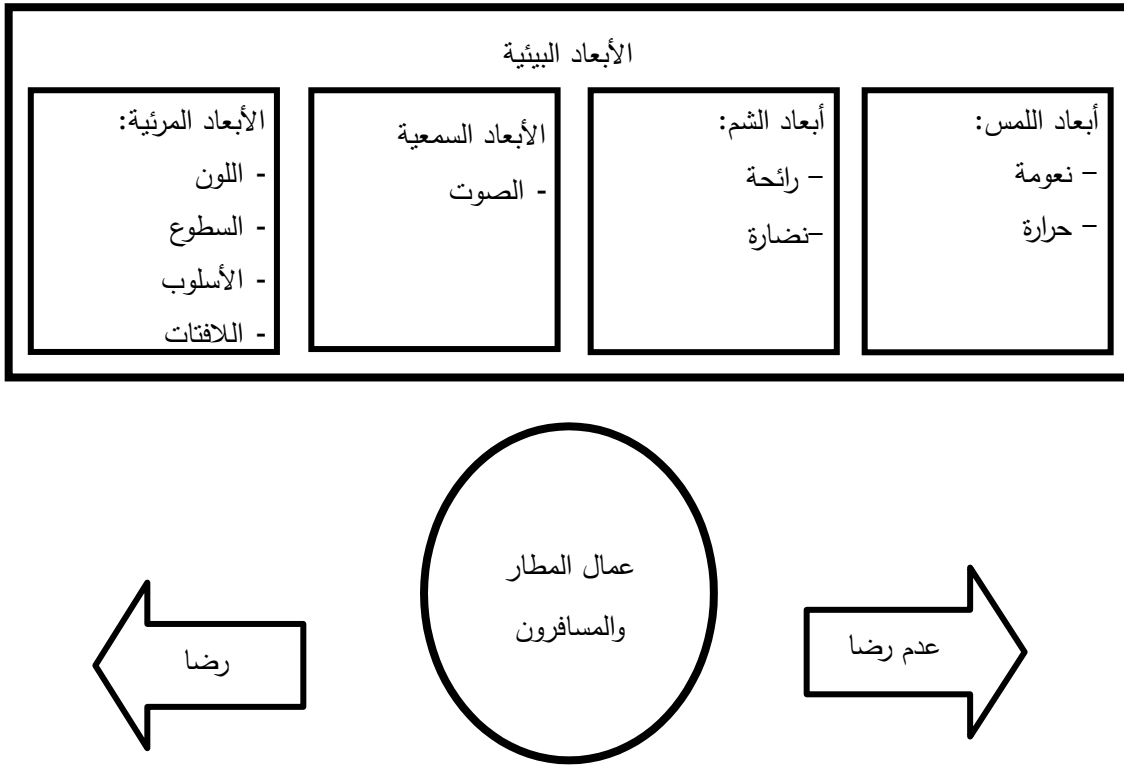 الأبعاد البيئية
أبعاد اللمس:
– نعومة
– حرارة
أبعاد الشم:
– رائحة
–نضارة
الأبعاد السمعية
- الصوت
الأبعاد المرئية:
- اللون
- السطوع
- الأسلوب
- اللافتات
عمال المطار
والمسافرون
عدم رضا
رضا